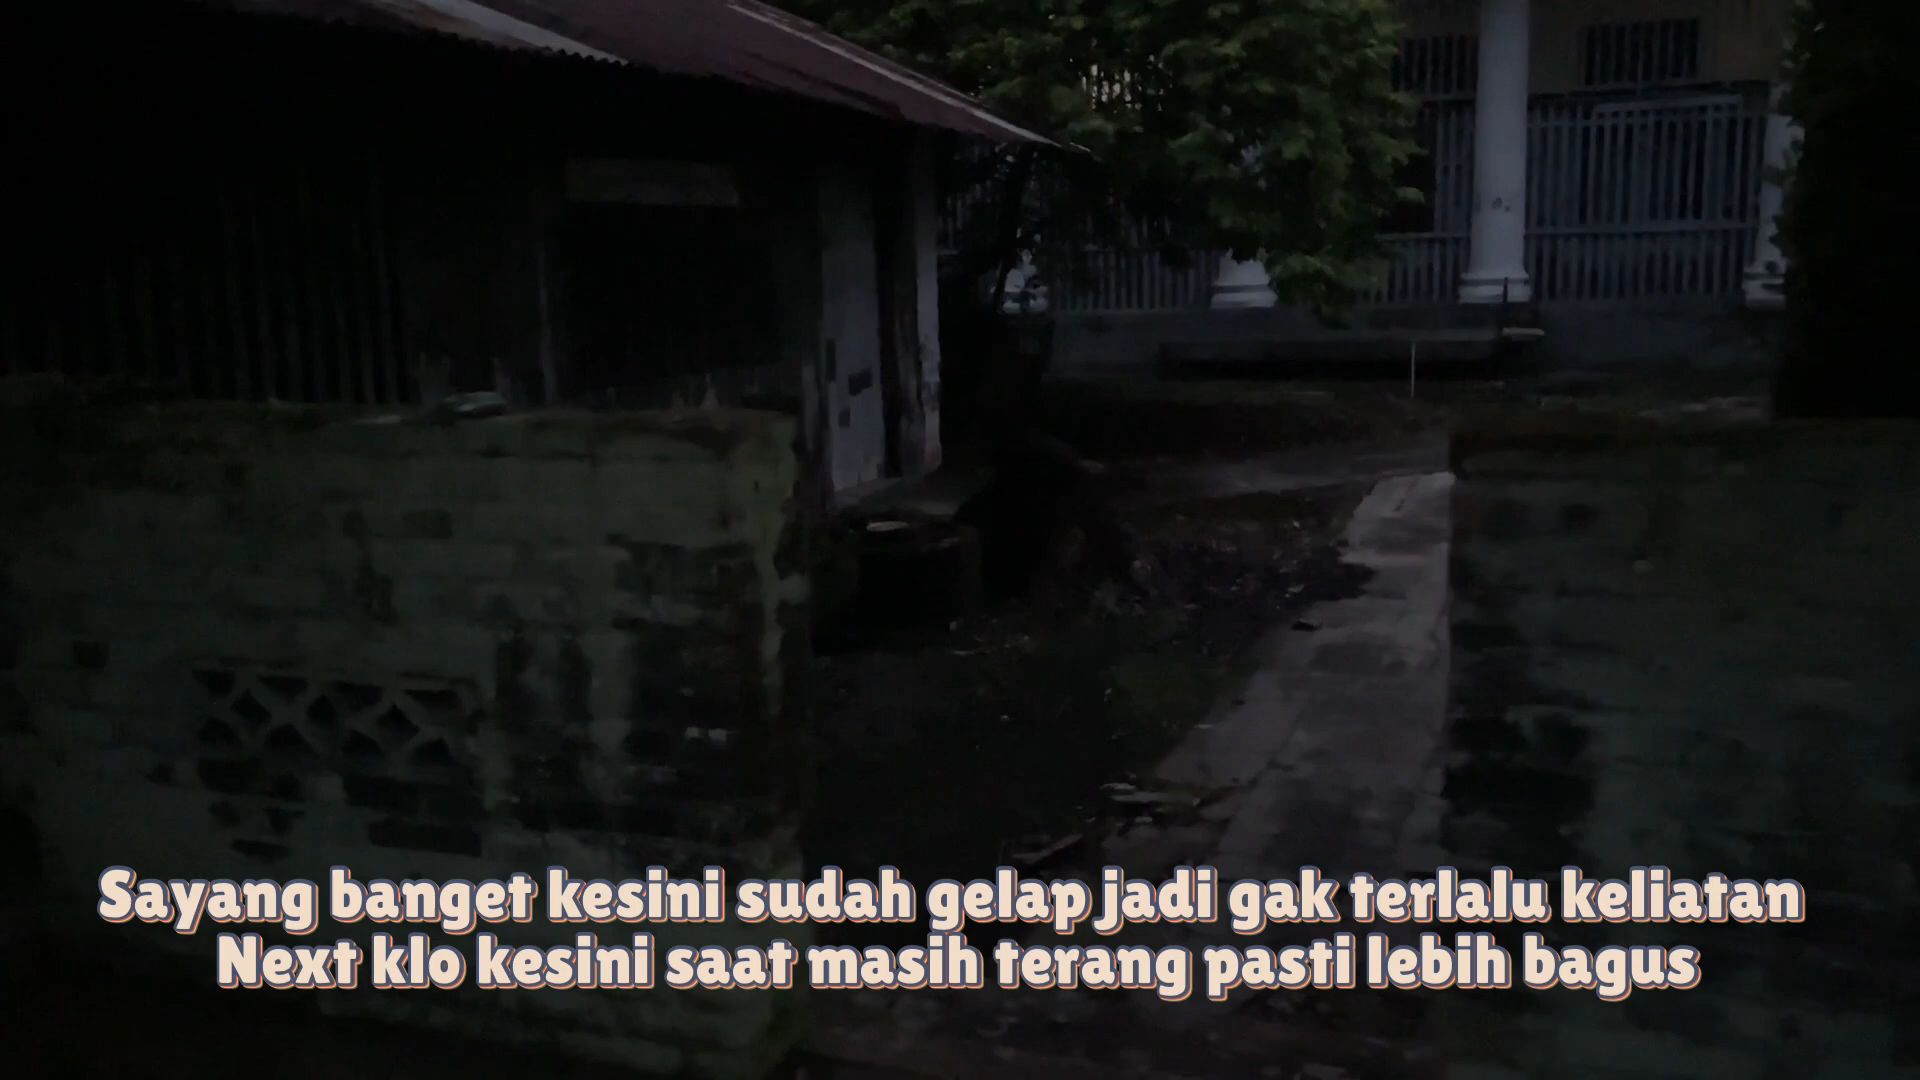 Sayang banget kesini sudah gelap jadi gak terlalu keliatan
Next klo kesini saat masih terang pasti lebih bagus